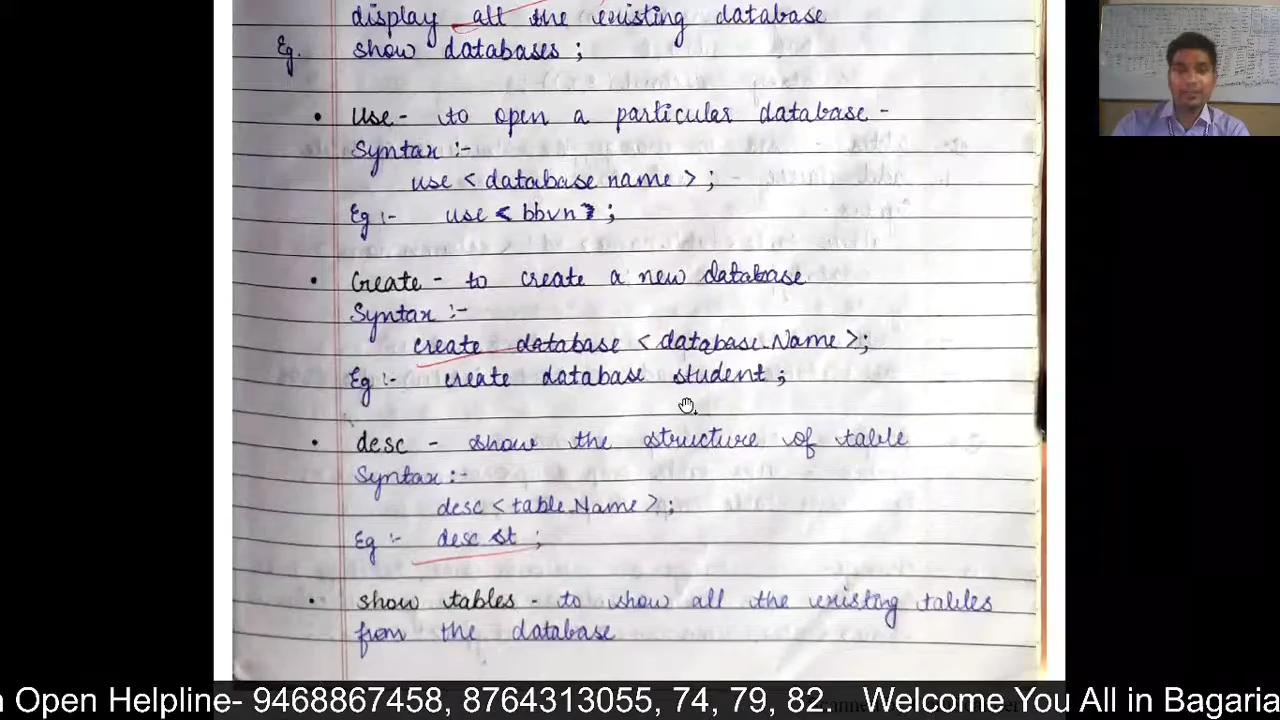 display all the existing database
Eg. show databases ;
• Use - to open a particular database -
Syntax :-
use < database name > ;
Eg :- use < bbvn > ;
• Create - to create a new database
Syntax :-
create database < database Name > ;
Eg :- create database student ;
• desc - show the structure of table
Syntax :-
desc < table Name > ;
Eg :- desc st ;
• show tables - to show all the existing tables
from the database
n Open Helpline- 9468867458, 8764313055, 74, 79, 82. Welcome You All in Bagaria